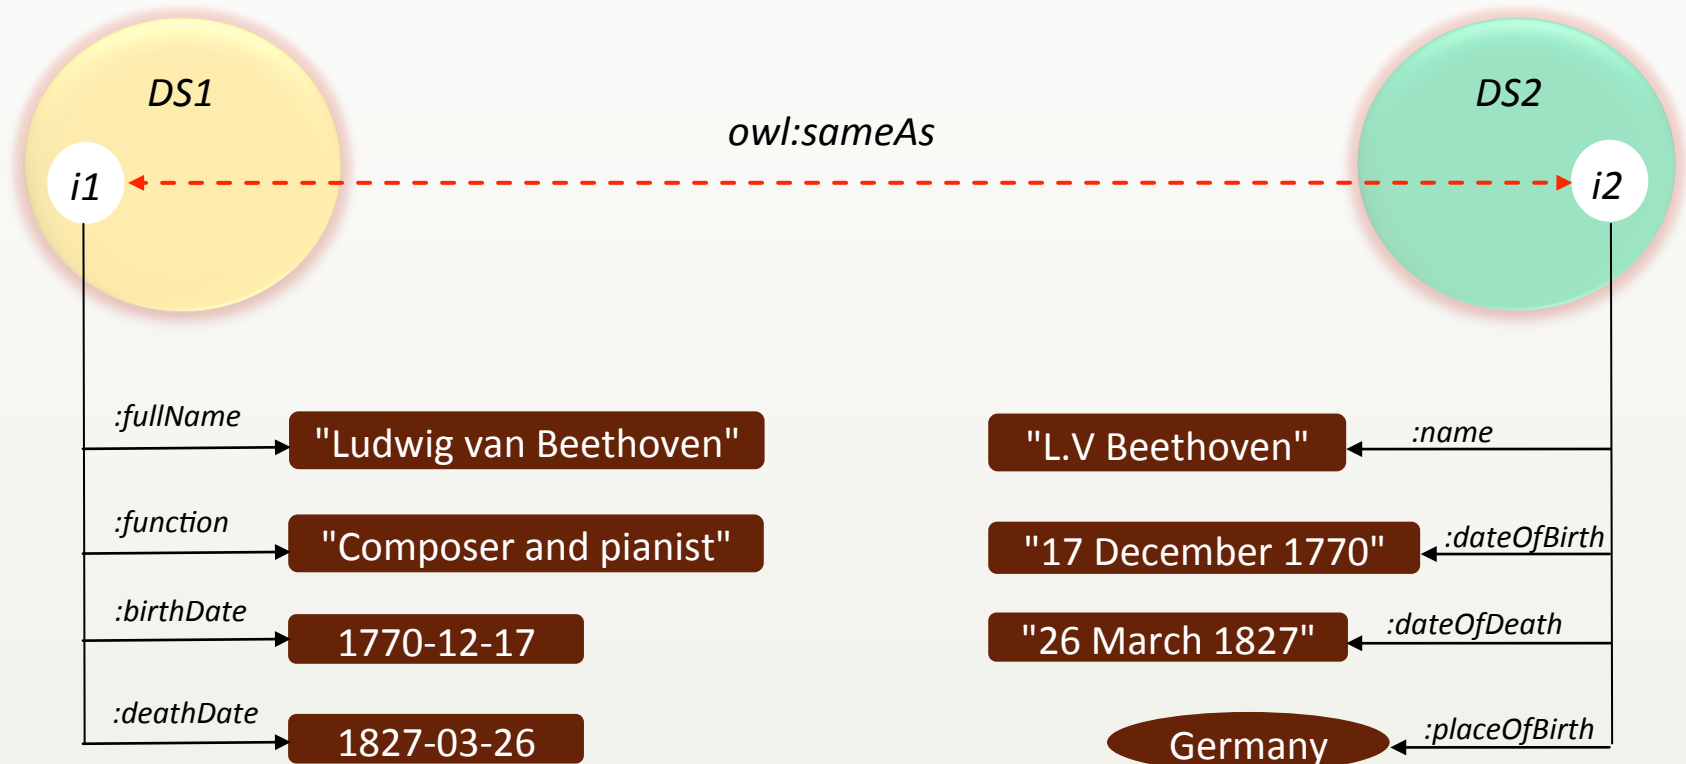 DS1
DS2
owl:sameAs
i1
i2
:fullName
"Ludwig van Beethoven"
"L.V Beethoven"
:name
:function
"Composer and pianist"
"17 December 1770"
:dateOfBirth
:birthDate
1770-12-17
"26 March 1827"
:dateOfDeath
:deathDate
1827-03-26
Germany
:placeOfBirth